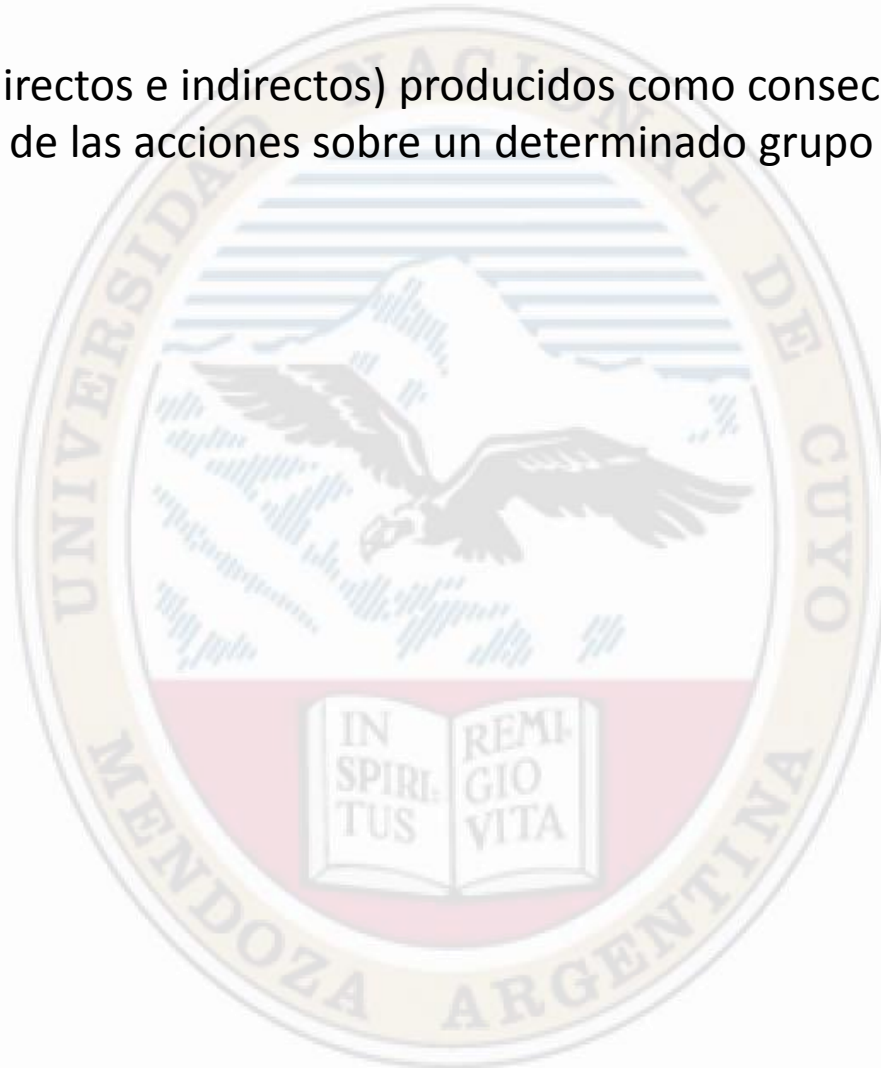 irectos e indirectos) producidos como consec
de las acciones sobre un determinado grupo
UNIVERSIDAD NACIONAL DE CUYO
IN
SPIRI-
TUS
REMI-
GIO
VITA
MENDOZA ARGENTINA